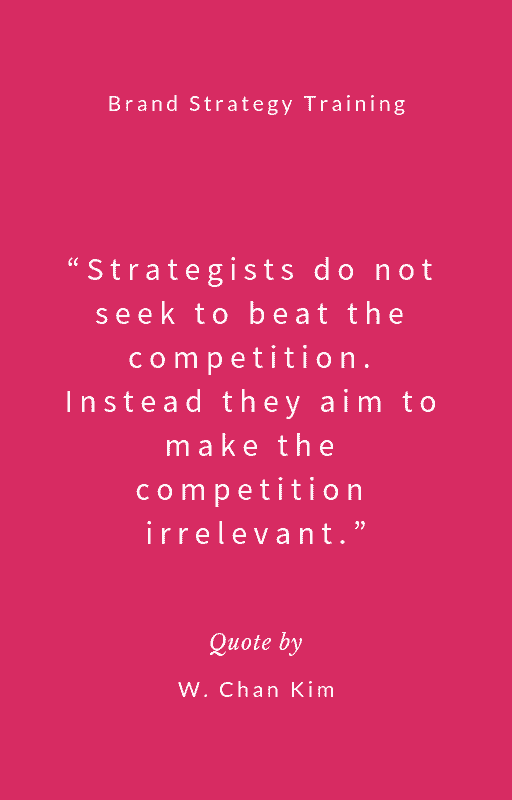 Brand Strategy Training
“Strategists do not
seek to beat the
competition.
Instead they aim to
make the
competition
irrelevant.”
Quote by
W. Chan Kim